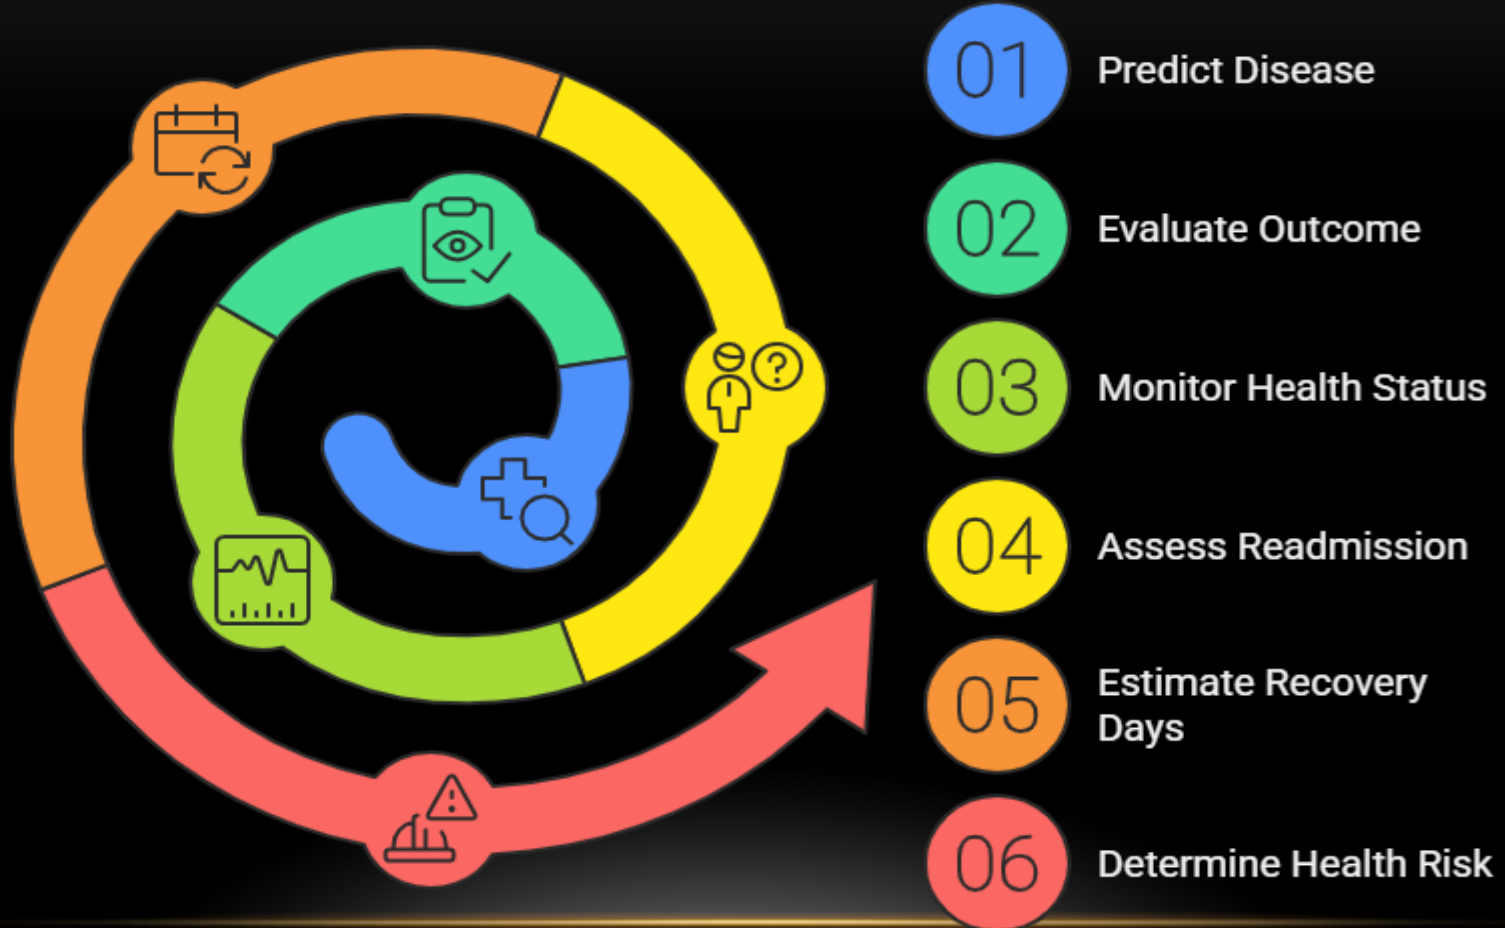 01
Predict Disease
02
Evaluate Outcome
03
Monitor Health Status
?
04
Assess Readmission
05
Estimate Recovery
Days
06
Determine Health Risk